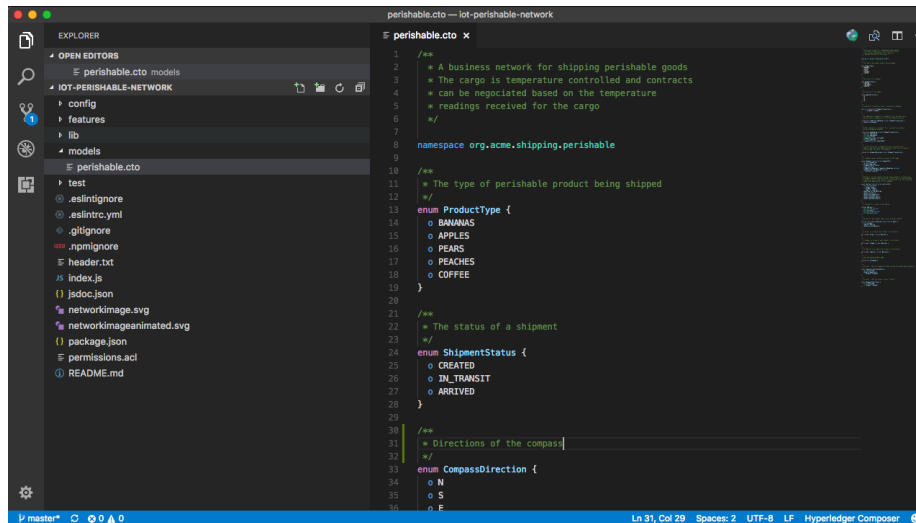 perishable.cto — iot-perishable-network
EXPLORER
OPEN EDITORS
perishable.cto models
IOT-PERISHABLE-NETWORK
config
features
lib
models
perishable.cto
test
.eslintignore
.eslintrc.yml
.gitignore
.npmignore
header.txt
JS index.js
{} jsdoc.json
networkimage.svg
networkimageanimated.svg
{} package.json
permissions.acl
README.md
1
perishable.cto ×
1 /**
2 * A business network for shipping perishable goods
3 * The cargo is temperature controlled and contracts
4 * can be negociated based on the temperature
5 * readings received for the cargo
6 */
7
8 namespace org.acme.shipping.perishable
9
10 /**
11 * The type of perishable product being shipped
12 */
13 enum ProductType {
14 o BANANAS
15 o APPLES
16 o PEARS
17 o PEACHES
18 o COFFEE
19 }
20
21 /**
22 * The status of a shipment
23 */
24 enum ShipmentStatus {
25 o CREATED
26 o IN_TRANSIT
27 o ARRIVED
28 }
29
30 /**
31 * Directions of the compass
32 */
33 enum CompassDirection {
34 o N
35 o S
36 o E
master* 0 0 Ln 31, Col 29 Spaces: 2 UTF-8 LF Hyperledger Composer